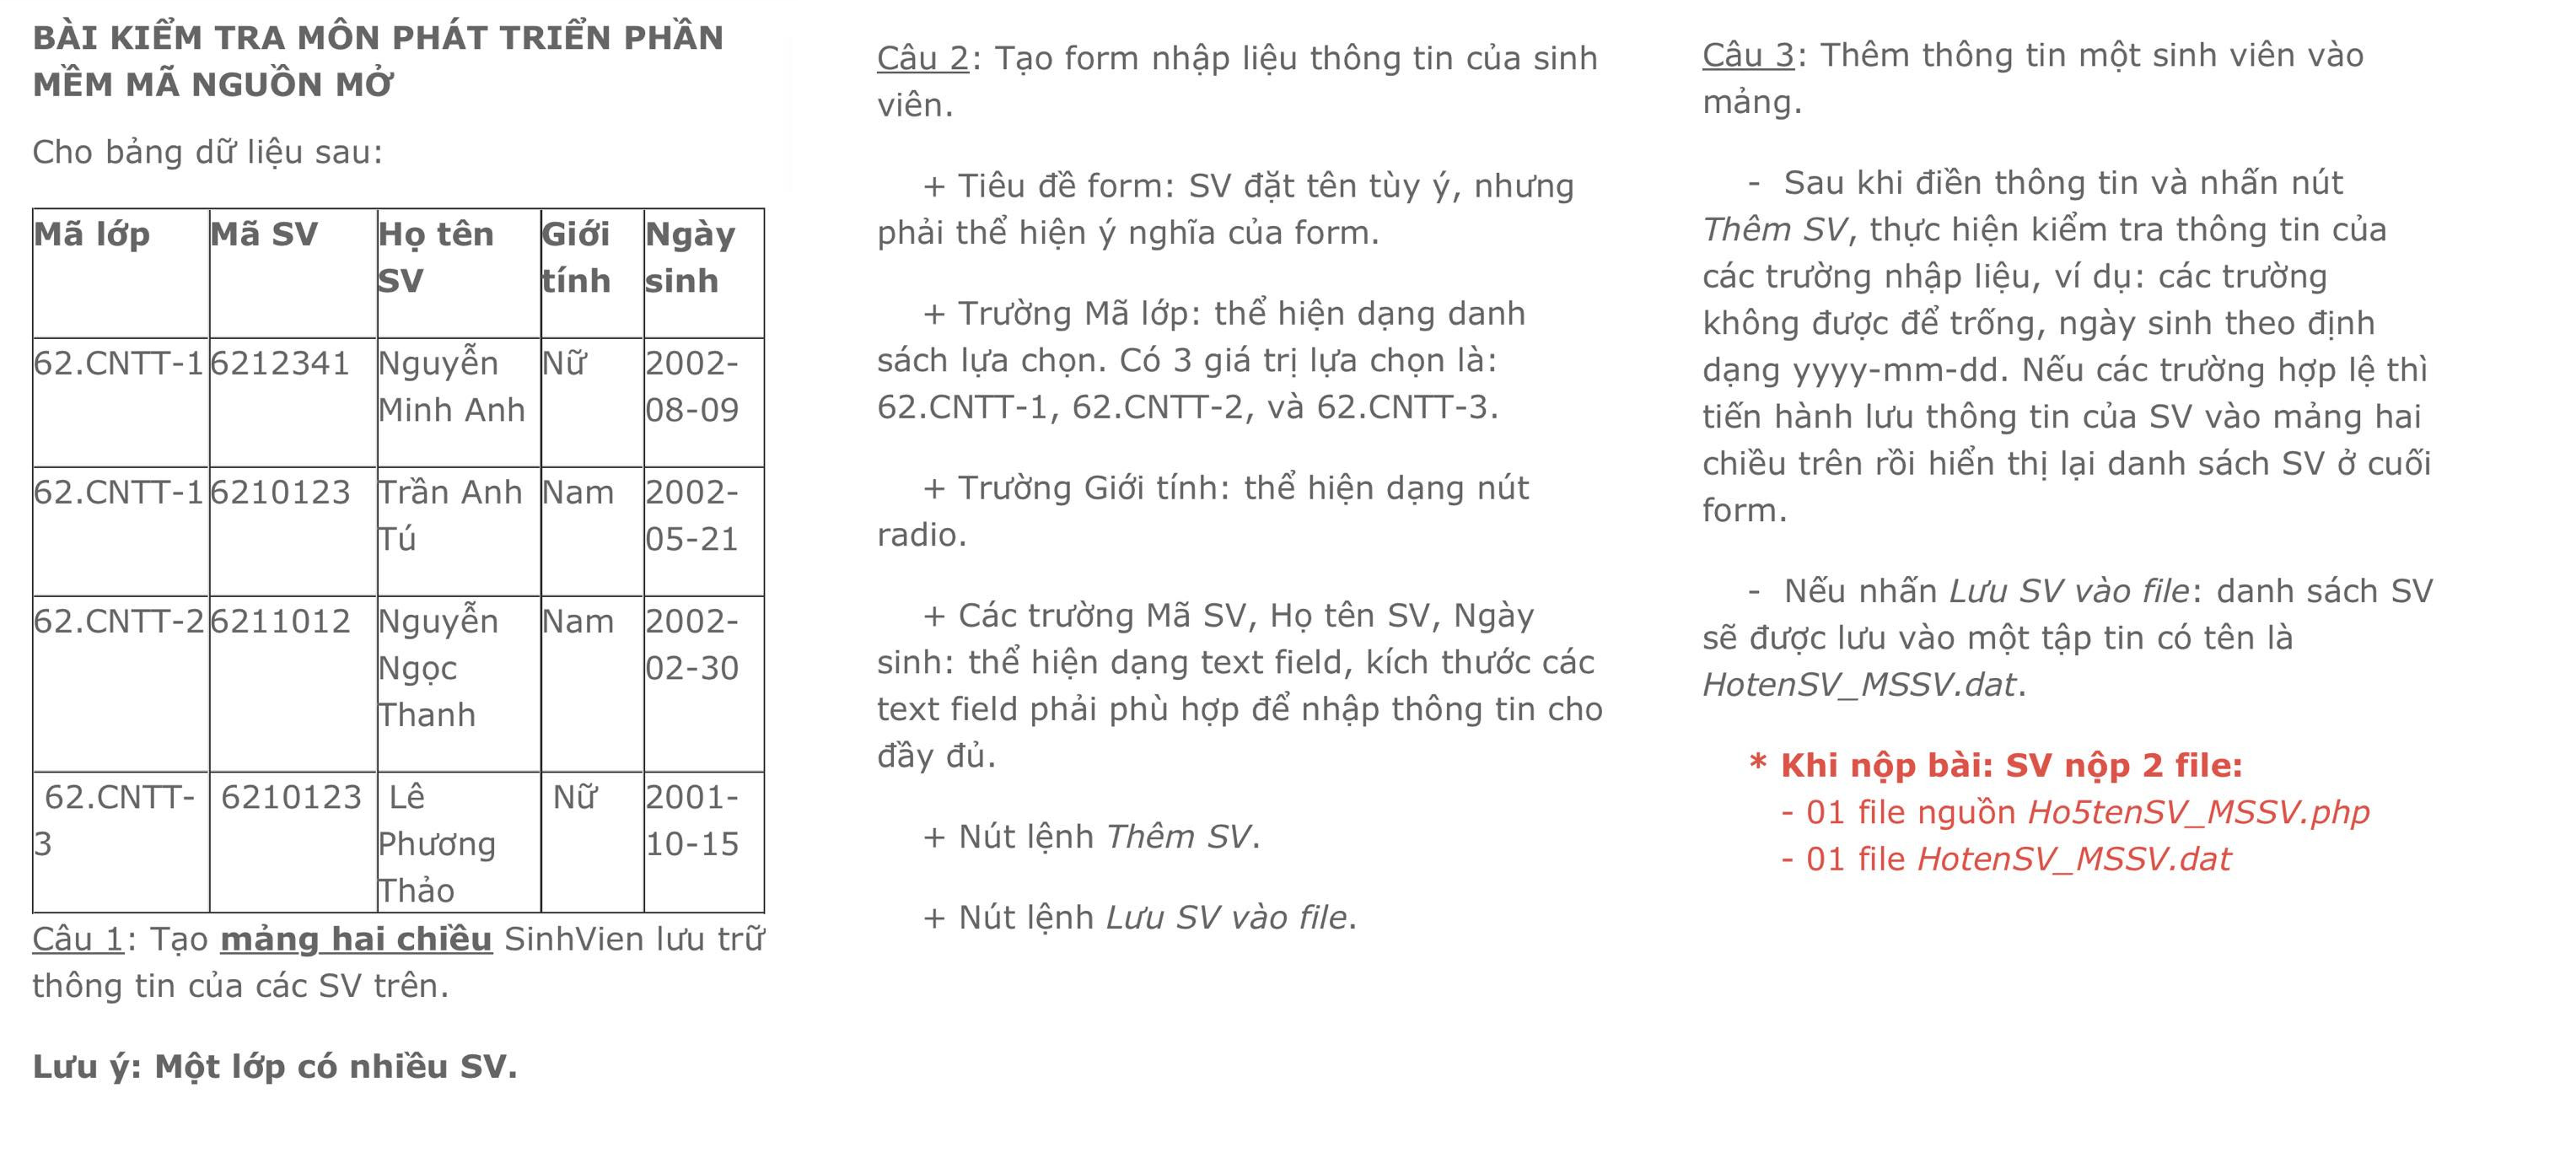 BÀI KIỂM TRA MÔN PHÁT TRIỂN PHẦN
MỀM MÃ NGUỒN MỞ
Cho bảng dữ liệu sau:
Mã lớp Mã SV Họ tên Giới Ngày
SV tính sinh
62.CNTT-1 6212341 Nguyễn Nữ 2002-
Minh Anh 08-09
62.CNTT-1 6210123 Trần Anh Nam 2002-
Tú 05-21
62.CNTT-2 6211012 Nguyễn Nam 2002-
Ngọc 02-30
Thanh
62.CNTT- 6210123 Lê Nữ 2001-
3 Phương 10-15
Thảo
Câu 1: Tạo mảng hai chiều SinhVien lưu trữ
thông tin của các SV trên.
Lưu ý: Một lớp có nhiều SV.
Câu 2: Tạo form nhập liệu thông tin của sinh
viên.
+ Tiêu đề form: SV đặt tên tùy ý, nhưng
phải thể hiện ý nghĩa của form.
+ Trường Mã lớp: thể hiện dạng danh
sách lựa chọn. Có 3 giá trị lựa chọn là:
62.CNTT-1, 62.CNTT-2, và 62.CNTT-3.
+ Trường Giới tính: thể hiện dạng nút
radio.
+ Các trường Mã SV, Họ tên SV, Ngày
sinh: thể hiện dạng text field, kích thước các
text field phải phù hợp để nhập thông tin cho
đầy đủ.
+ Nút lệnh Thêm SV.
+ Nút lệnh Lưu SV vào file.
Câu 3: Thêm thông tin một sinh viên vào
mảng.
- Sau khi điền thông tin và nhấn nút
Thêm SV, thực hiện kiểm tra thông tin của
các trường nhập liệu, ví dụ: các trường
không được để trống, ngày sinh theo định
dạng yyyy-mm-dd. Nếu các trường hợp lệ thì
tiến hành lưu thông tin của SV vào mảng hai
chiều trên rồi hiển thị lại danh sách SV ở cuối
form.
- Nếu nhấn Lưu SV vào file: danh sách SV
sẽ được lưu vào một tập tin có tên là
HotenSV_MSSV.dat.
* Khi nộp bài: SV nộp 2 file:
- 01 file nguồn Ho5tenSV_MSSV.php
- 01 file HotenSV_MSSV.dat